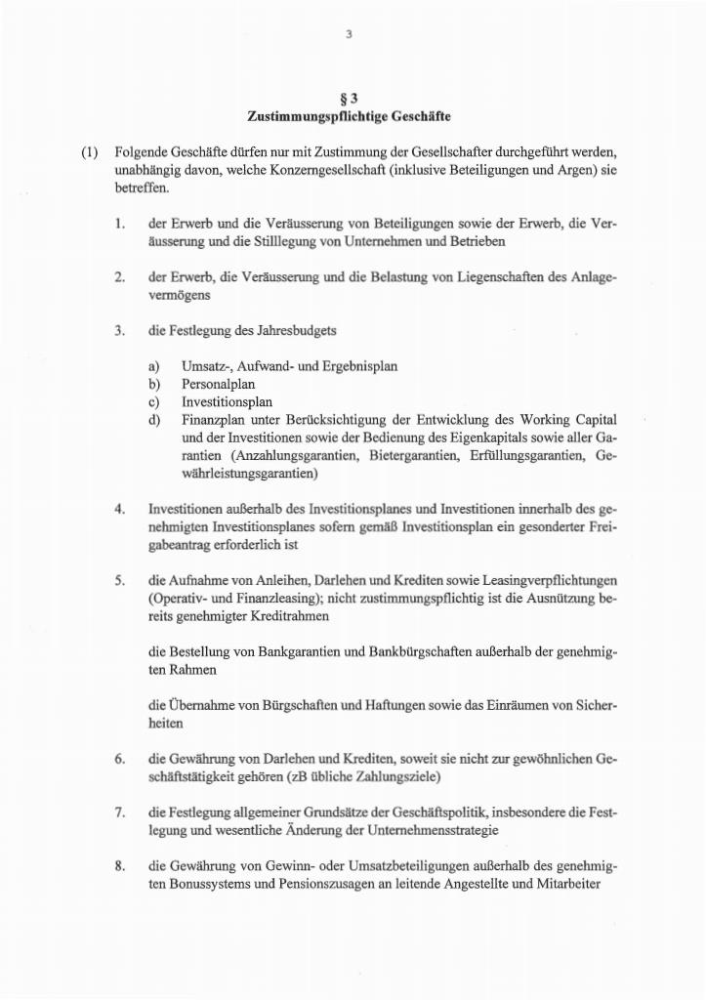 3
§ 3
Zustimmungspflichtige Geschäfte
(1) Folgende Geschäfte dürfen nur mit Zustimmung der Gesellschafter durchgeführt werden,
unabhängig davon, welche Konzerngesellschaft (inklusive Beteiligungen und Argen) sie
betreffen.
1. der Erwerb und die Veräusserung von Beteiligungen sowie der Erwerb, die Ver-
äusserung und die Stilllegung von Unternehmen und Betrieben
2. der Erwerb, die Veräusserung und die Belastung von Liegenschaften des Anlage-
vermögens
3. die Festlegung des Jahresbudgets
a) Umsatz-, Aufwand- und Ergebnisplan
b) Personalplan
c) Investitionsplan
d) Finanzplan unter Berücksichtigung der Entwicklung des Working Capital
und der Investitionen sowie der Bedienung des Eigenkapitals sowie aller Ga-
rantien (Anzahlungsgarantien, Bietergarantien, Erfüllungsgarantien, Ge-
währleistungsgarantien)
4. Investitionen außerhalb des Investitionsplanes und Investitionen innerhalb des ge-
nehmigten Investitionsplanes sofern gemäß Investitionsplan ein gesonderter Frei-
gabeantrag erforderlich ist
5. die Aufnahme von Anleihen, Darlehen und Krediten sowie Leasingverpflichtungen
(Operativ- und Finanzleasing); nicht zustimmungspflichtig ist die Ausnützung be-
reits genehmigter Kreditrahmen
die Bestellung von Bankgarantien und Bankbürgschaften außerhalb der genehmig-
ten Rahmen
die Übernahme von Bürgschaften und Haftungen sowie das Einräumen von Sicher-
heiten
6. die Gewährung von Darlehen und Krediten, soweit sie nicht zur gewöhnlichen Ge-
schäftstätigkeit gehören (zB übliche Zahlungsziele)
7. die Festlegung allgemeiner Grundsätze der Geschäftspolitik, insbesondere die Fest-
legung und wesentliche Änderung der Unternehmensstrategie
8. die Gewährung von Gewinn- oder Umsatzbeteiligungen außerhalb des genehmig-
ten Bonussystems und Pensionszusagen an leitende Angestellte und Mitarbeiter